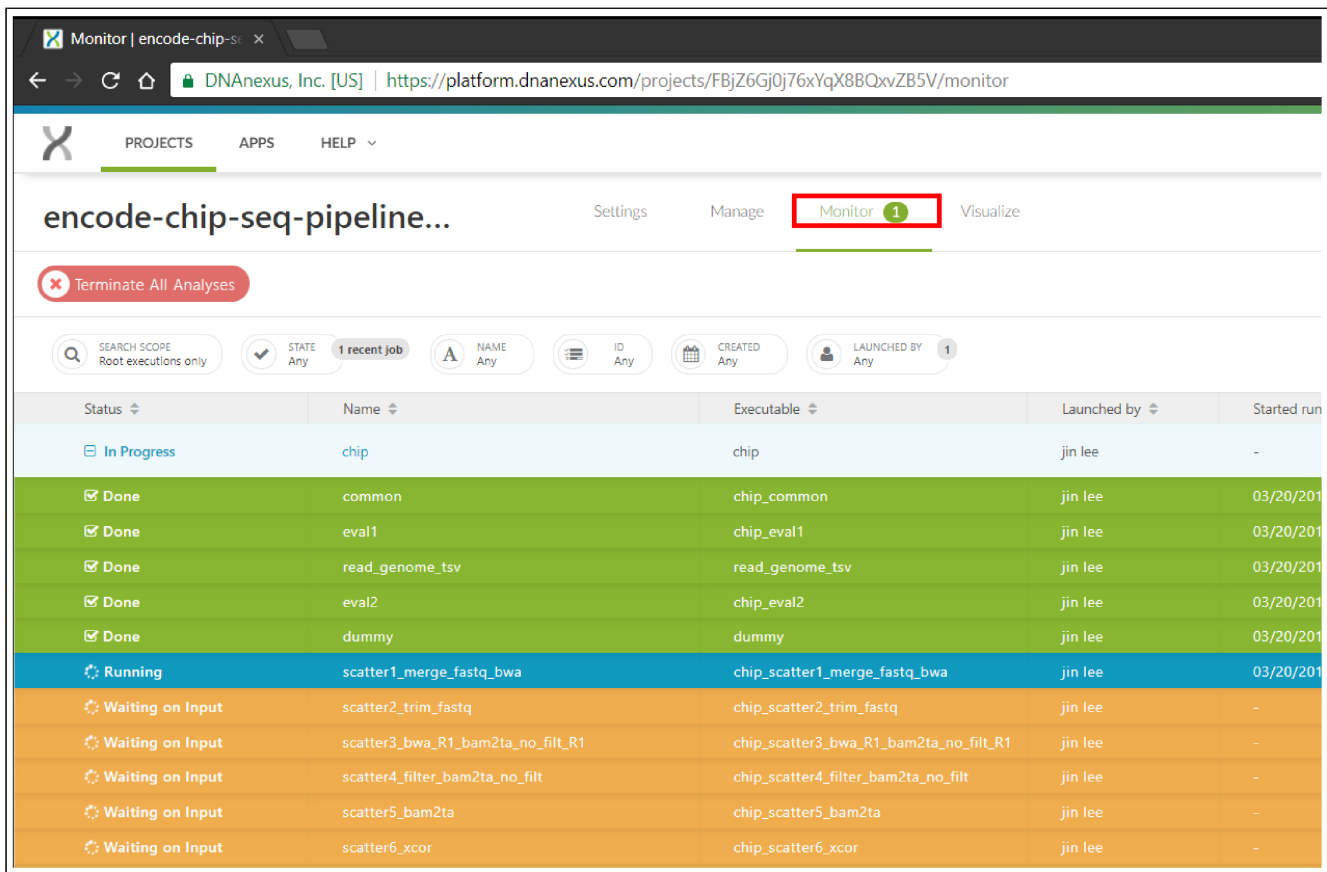 Monitor | encode-chip-se ×
DNAnexus, Inc. [US] | https://platform.dnanexus.com/projects/FBjZ6Gj0j76xYqX8BQxvZB5V/monitor
PROJECTS APPS HELP
encode-chip-seq-pipeline... Settings Manage Monitor 1 Visualize
Terminate All Analyses
SEARCH SCOPE STATE 1 recent job NAME ID CREATED LAUNCHED BY 1
Root executions only Any A Any Any Any Any
Status Name Executable Launched by Started run
In Progress chip chip jin lee -
Done common chip_common jin lee 03/20/201
Done eval1 chip_eval1 jin lee 03/20/201
Done read_genome_tsv read_genome_tsv jin lee 03/20/201
Done eval2 chip_eval2 jin lee 03/20/201
Done dummy dummy jin lee 03/20/201
Running scatter1_merge_fastq_bwa chip_scatter1_merge_fastq_bwa jin lee 03/20/201
Waiting on Input scatter2_trim_fastq chip_scatter2_trim_fastq jin lee -
Waiting on Input scatter3_bwa_R1_bam2ta_no_filt_R1 chip_scatter3_bwa_R1_bam2ta_no_filt_R1 jin lee -
Waiting on Input scatter4_filter_bam2ta_no_filt chip_scatter4_filter_bam2ta_no_filt jin lee -
Waiting on Input scatter5_bam2ta chip_scatter5_bam2ta jin lee -
Waiting on Input scatter6_xcor chip_scatter6_xcor jin lee -